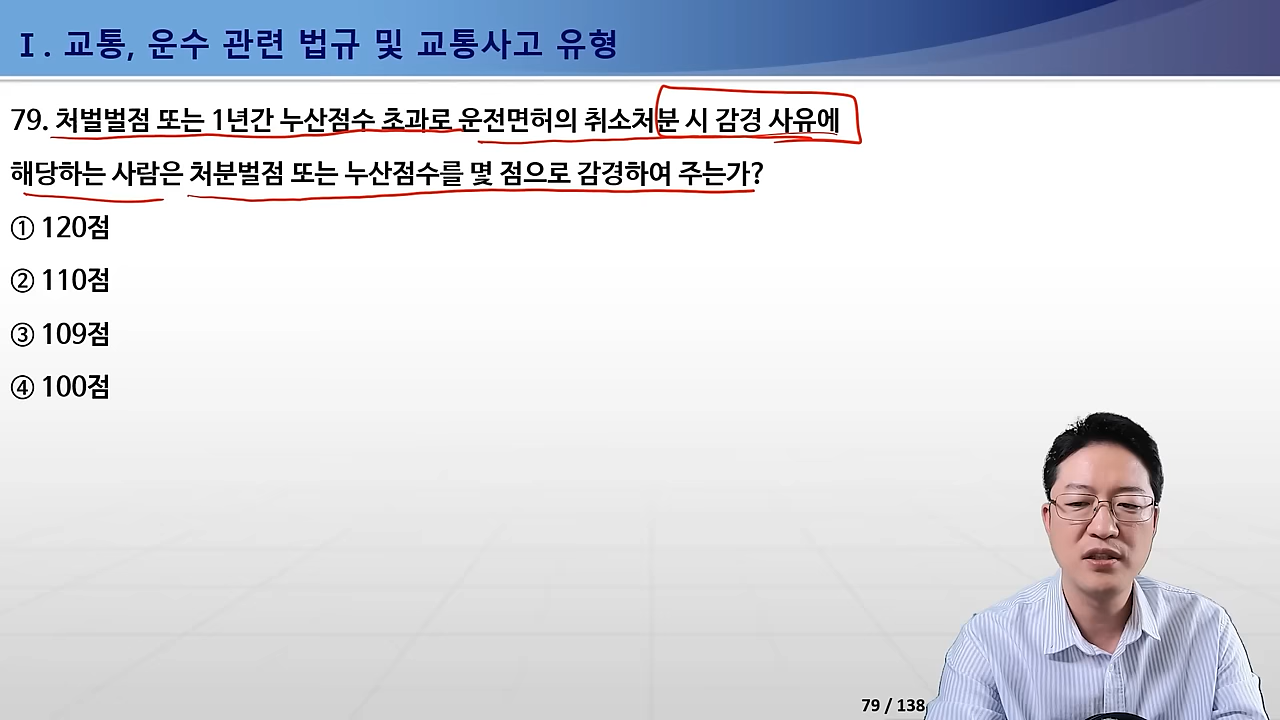 Ⅰ. 교통, 운수 관련 법규 및 교통사고 유형
79. 처벌벌점 또는 1년간 누산점수 초과로 운전면허의 취소처분 시 감경 사유에
해당하는 사람은 처분벌점 또는 누산점수를 몇 점으로 감경하여 주는가?
① 120점
② 110점
③ 109점
④ 100점
79 / 138